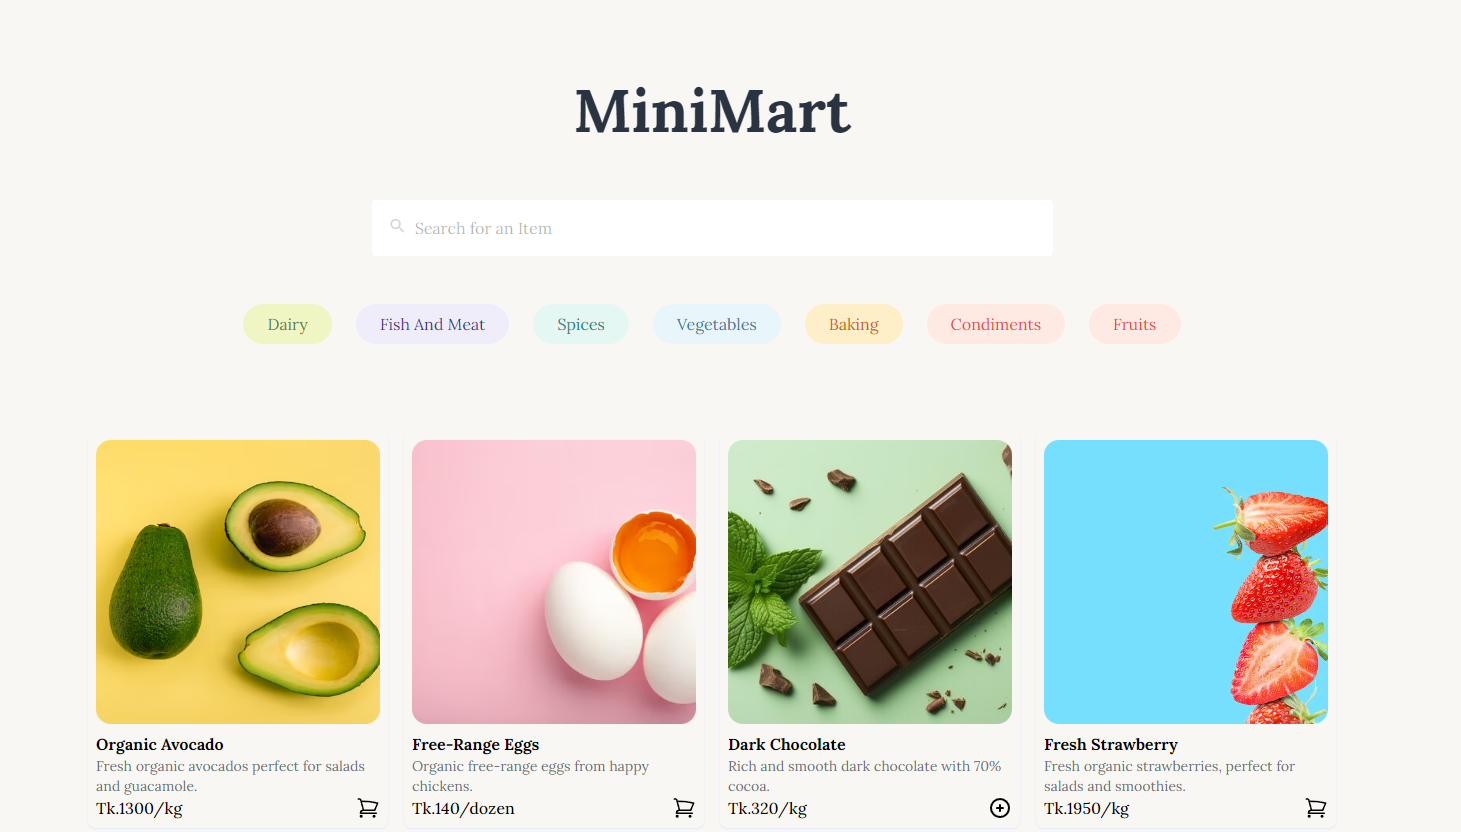 MiniMart
Search for an Item
Dairy
Fish And Meat
Spices
Vegetables
Baking
Condiments
Fruits
Organic Avocado
Fresh organic avocados perfect for salads
and guacamole.
Tk.1300/kg
Free-Range Eggs
Organic free-range eggs from happy
chickens.
Tk.140/dozen
Dark Chocolate
Rich and smooth dark chocolate with 70%
cocoa.
Tk.320/kg
Fresh Strawberry
Fresh organic strawberries, perfect for
salads and smoothies.
Tk.1950/kg